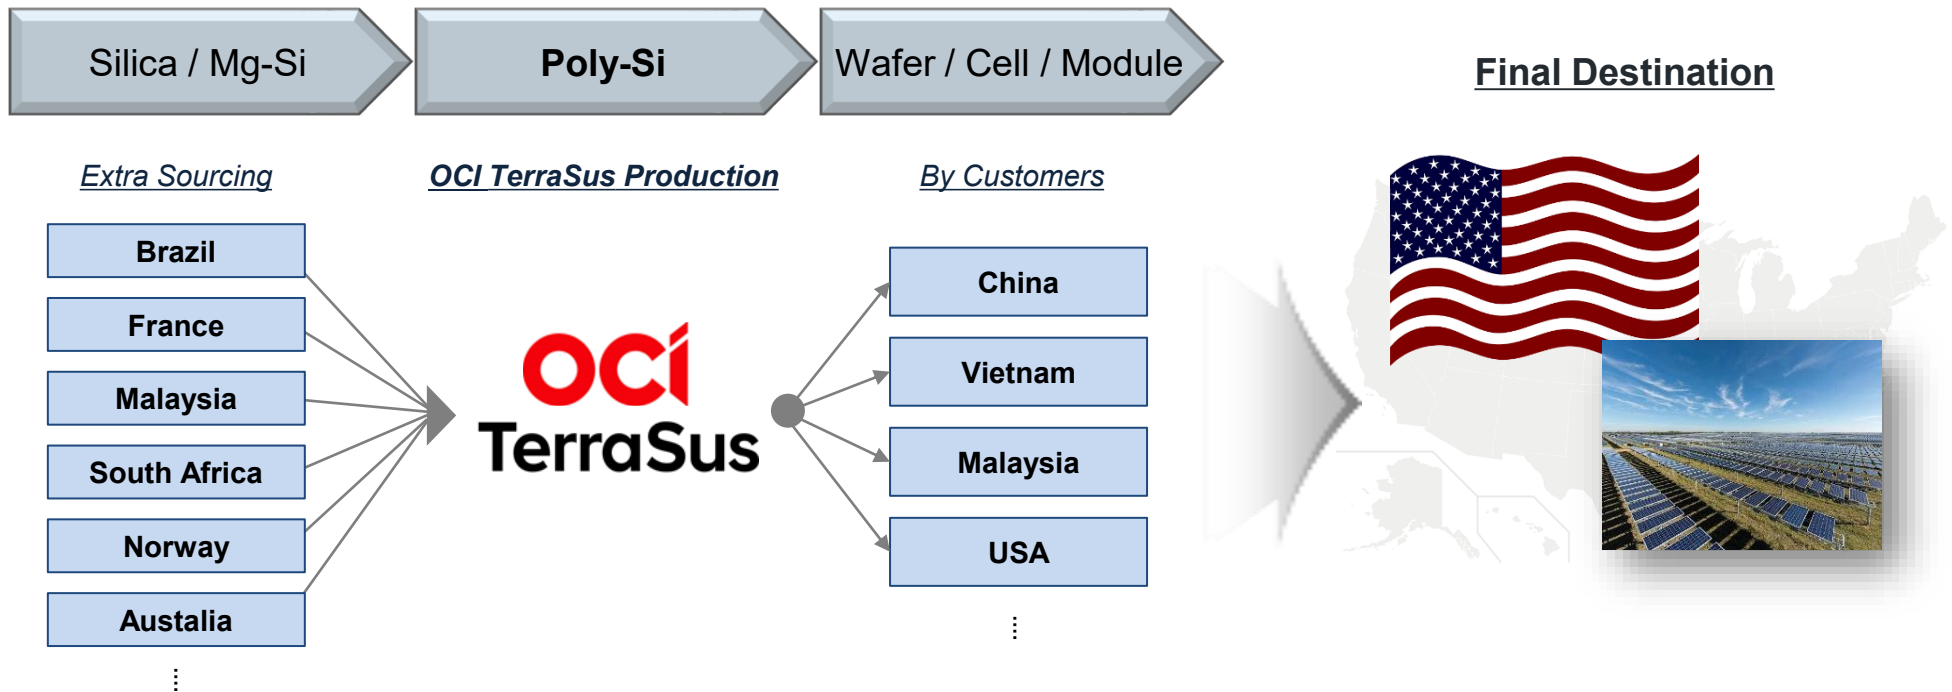 Silica / Mg-Si
Poly-Si
Wafer / Cell / Module
Final Destination
Extra Sourcing
OCI TerraSus Production
By Customers
Brazil
France
Malaysia
South Africa
Norway
Austalia
OCI
TerraSus
China
Vietnam
Malaysia
USA